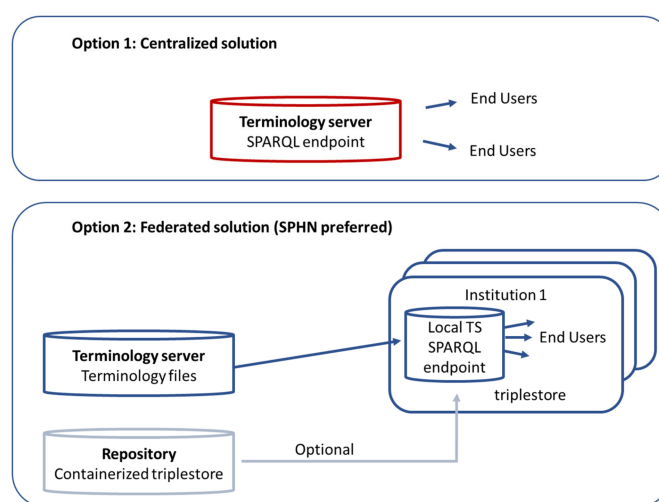 Option 1: Centralized solution
End Users
Terminology server
SPARQL endpoint
End Users
Option 2: Federated solution (SPHN preferred)
Institution 1
Local TS
SPARQL
endpoint
End Users
triplestore
Terminology server
Terminology files
Optional
Repository
Containerized triplestore